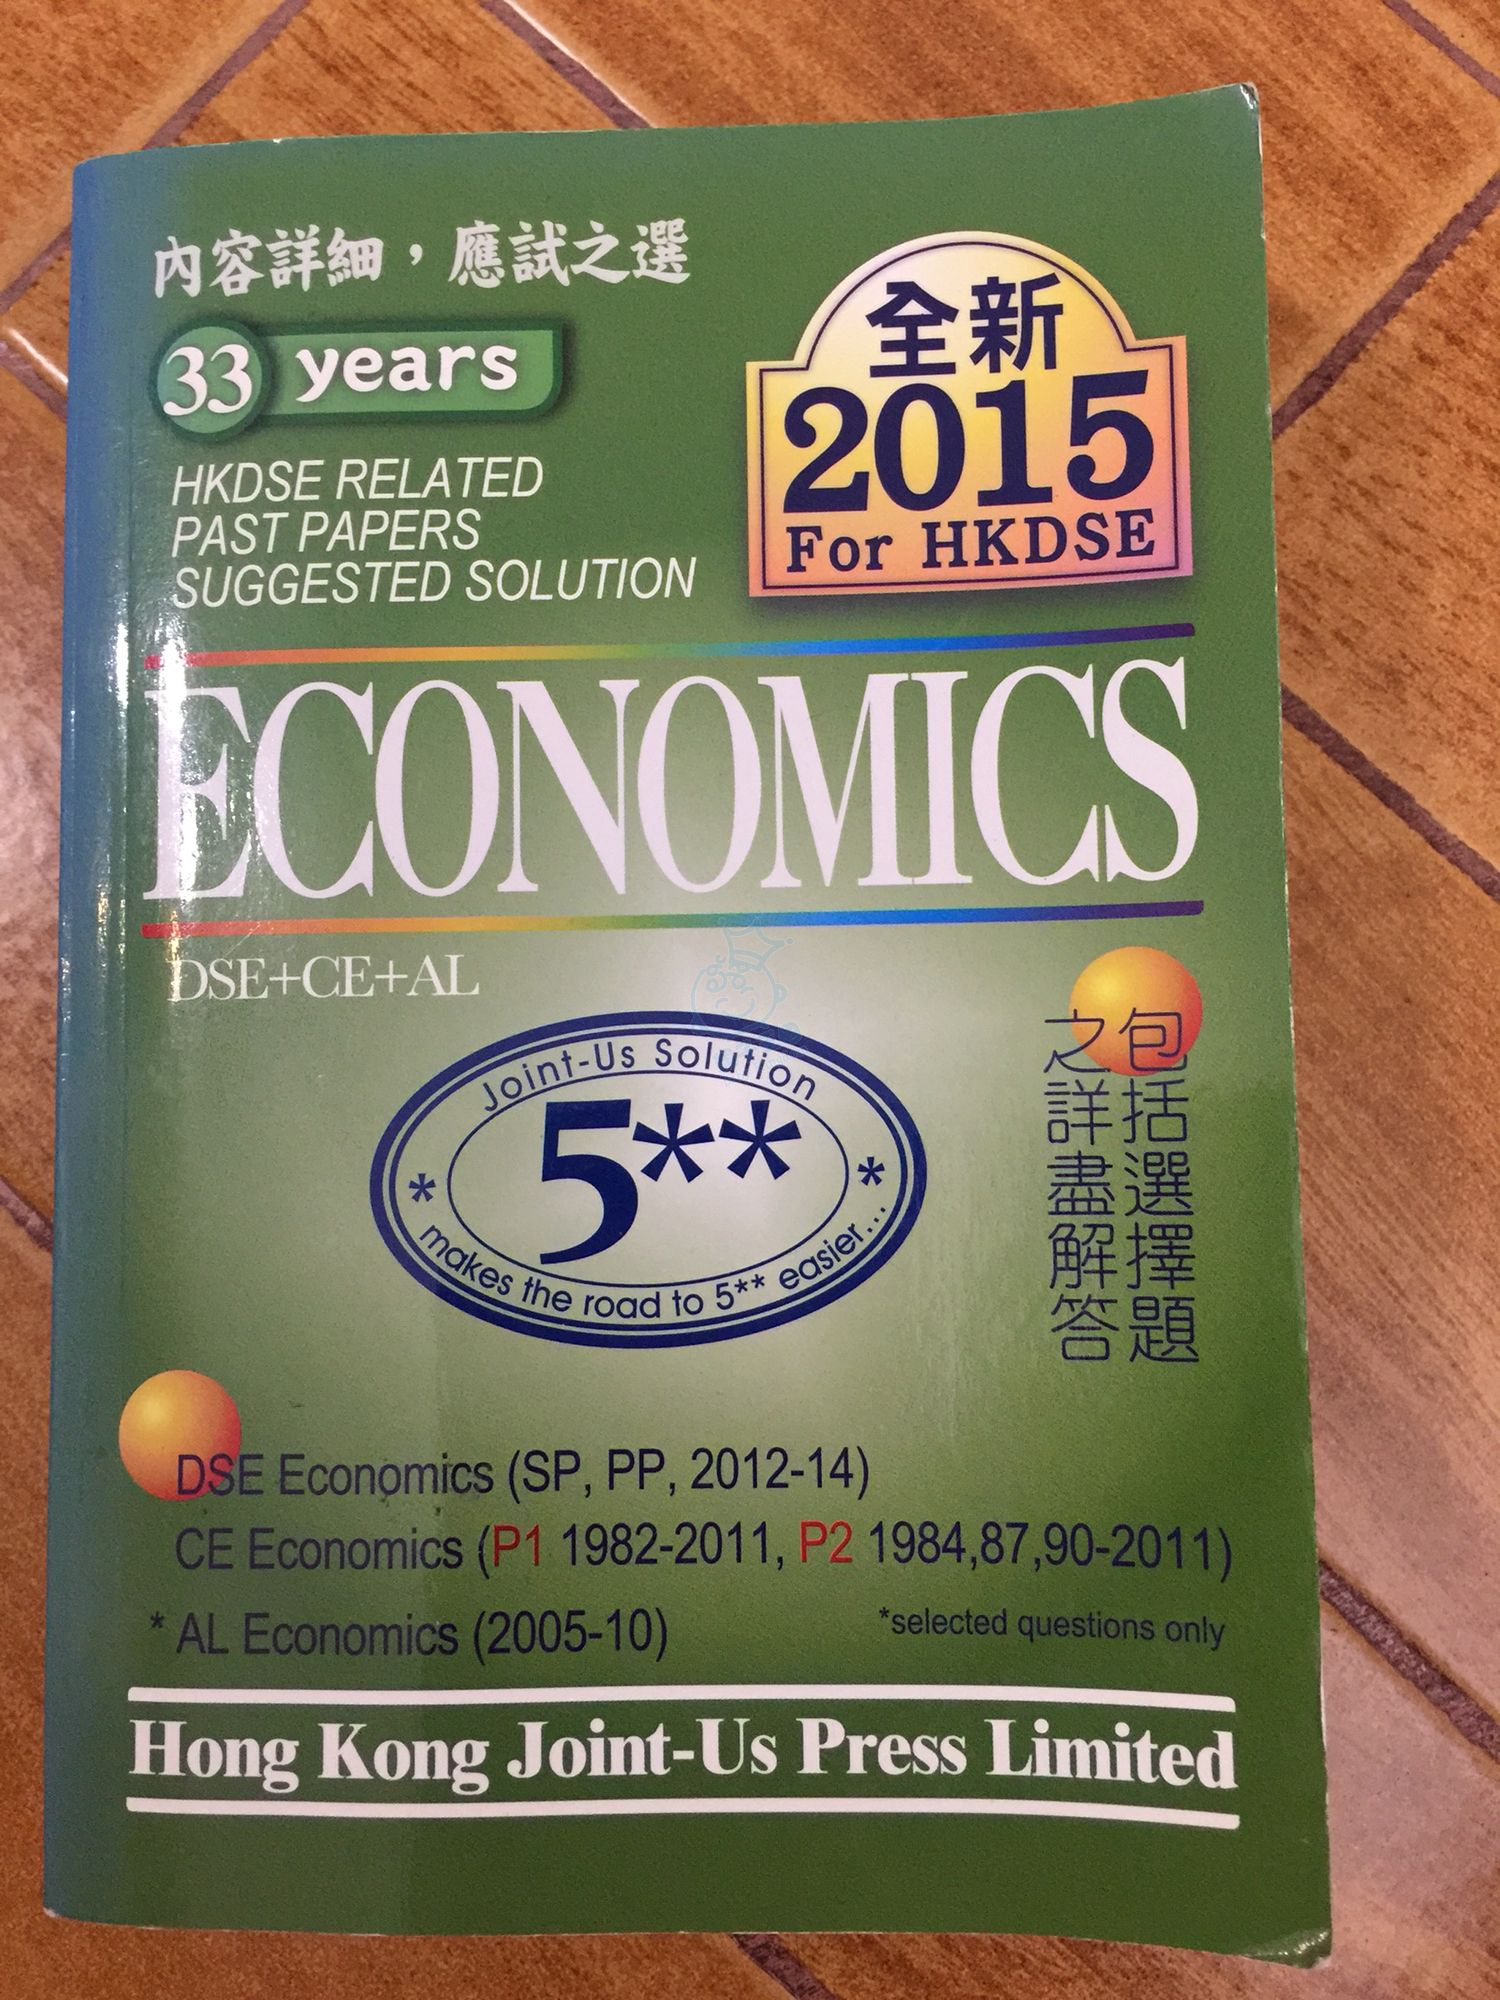 內容詳細，應試之選
33 years
HKDSE RELATED
PAST PAPERS
SUGGESTED SOLUTION
全新
2015
For HKDSE
ECONOMICS
DSE+CE+AL
Joint-Us Solution
* 5** *
makes the road to 5** easier...
包括選擇題
之詳盡解答
DSE Economics (SP, PP, 2012-14)
CE Economics (P1 1982-2011, P2 1984,87,90-2011)
* AL Economics (2005-10)
*selected questions only
Hong Kong Joint-Us Press Limited